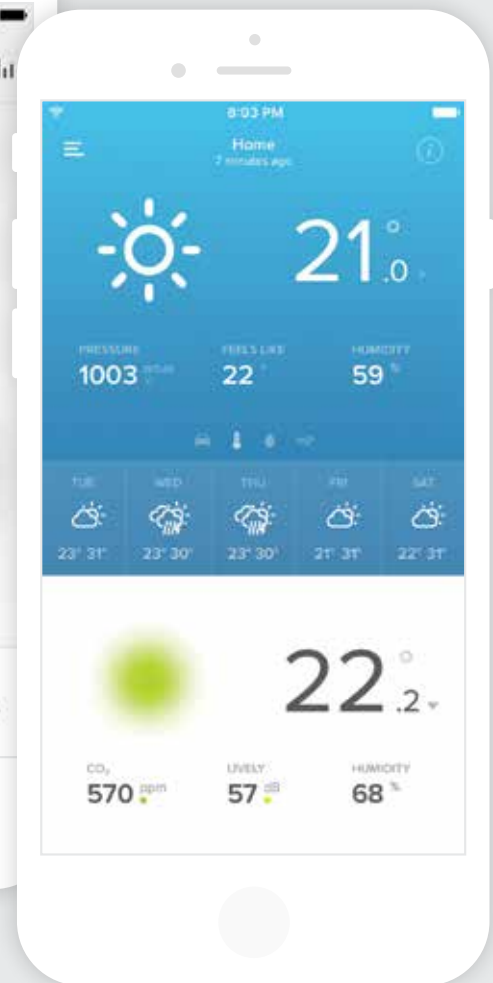 8:03 PM
Home
7 minutes ago
21°.0
PRESSURE FEELS LIKE HUMIDITY
1003 22 ° 59 %
TUE WED THU FRI SAT
23° 31° 23° 30° 23° 30° 21° 31° 22° 31°
22°.2
CO₂ LIVELY HUMIDITY
570 ppm 57 dB 68 %